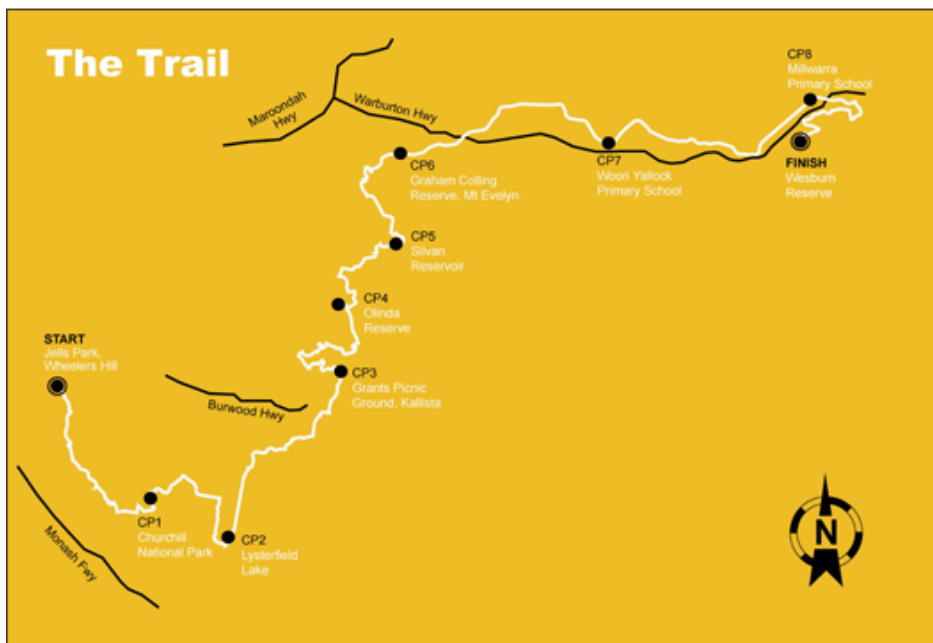 The Trail
Maroondah
Hwy
Warburton Hwy
CP8
Millwarra
Primary School
CP6
Graham Colling
Reserve, Mt Evelyn
CP7
Woori Yallock
Primary School
FINISH
Wesburn
Reserve
CP5
Silvan
Reservoir
CP4
Olinda
Reserve
START
Jells Park,
Wheelers Hill
CP3
Grants Picnic
Ground, Kallista
Burwood Hwy
Monash Fwy
CP1
Churchill
National Park
CP2
Lysterfield
Lake
N